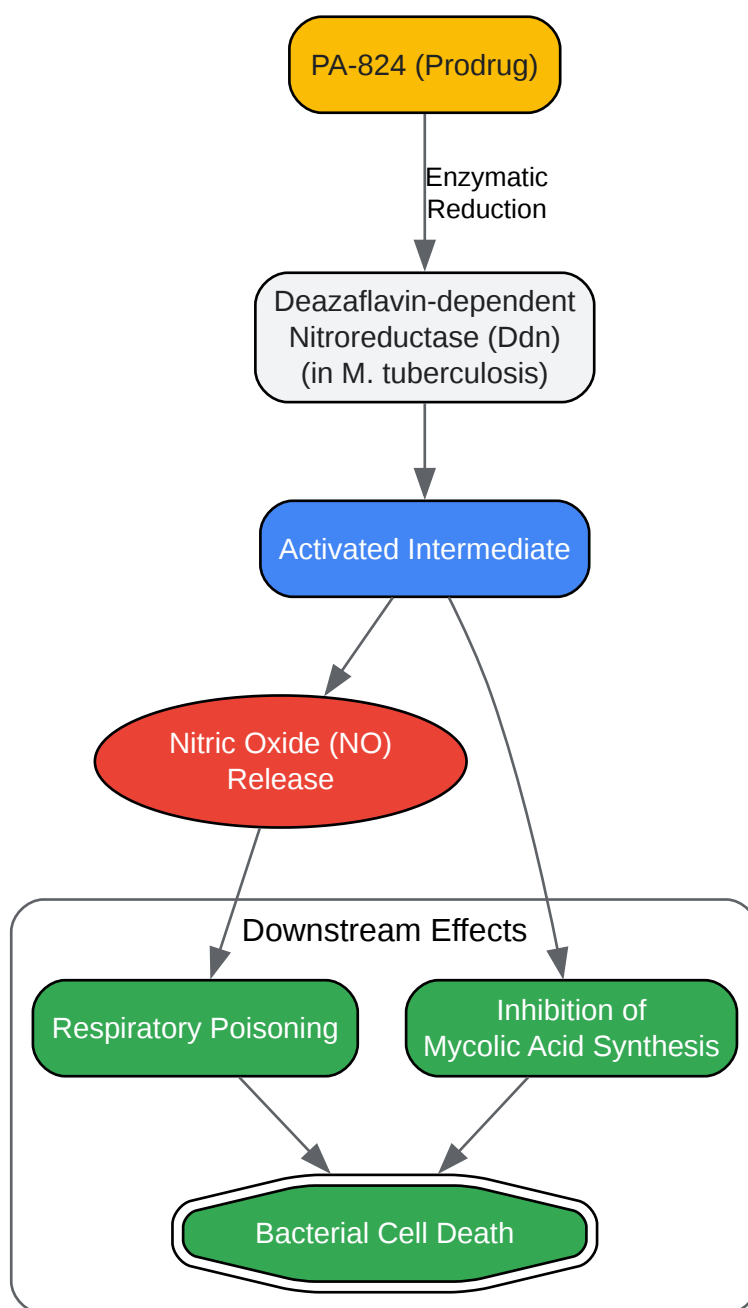 PA-824 (Prodrug)
Enzymatic
Reduction
Deazaflavin-dependent
Nitroreductase (Ddn)
(in M. tuberculosis)
Activated Intermediate
Nitric Oxide (NO)
Release
Downstream Effects
Respiratory Poisoning
Inhibition of
Mycolic Acid Synthesis
Bacterial Cell Death